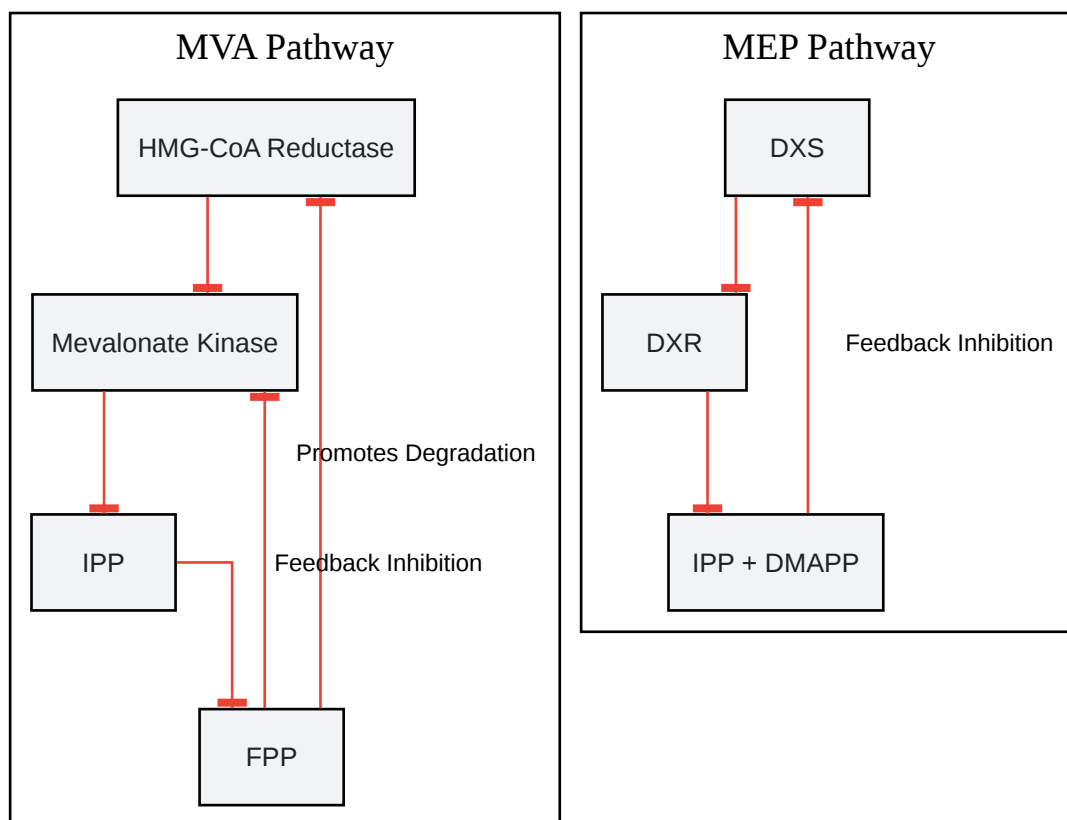 MVA Pathway
HMG-CoA Reductase
Mevalonate Kinase
Promotes Degradation
IPP
Feedback Inhibition
FPP
MEP Pathway
DXS
DXR
Feedback Inhibition
IPP + DMAPP